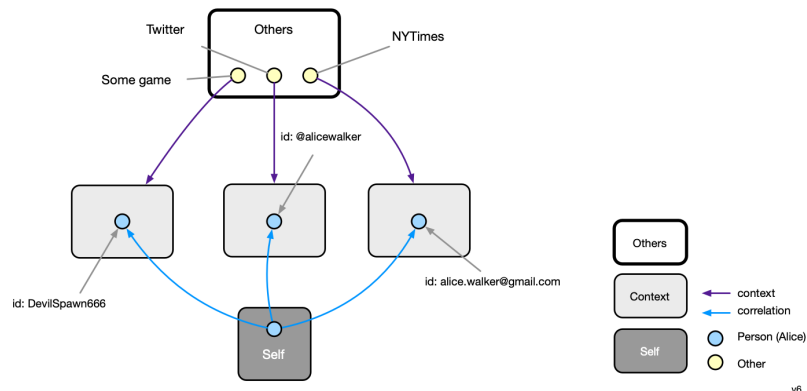 Twitter
Others
NYTimes
Some game
id: @alicewalker
id: DevilSpawn666
id: alice.walker@gmail.com
Self
Others
Context
Self
context
correlation
Person (Alice)
Other
v6